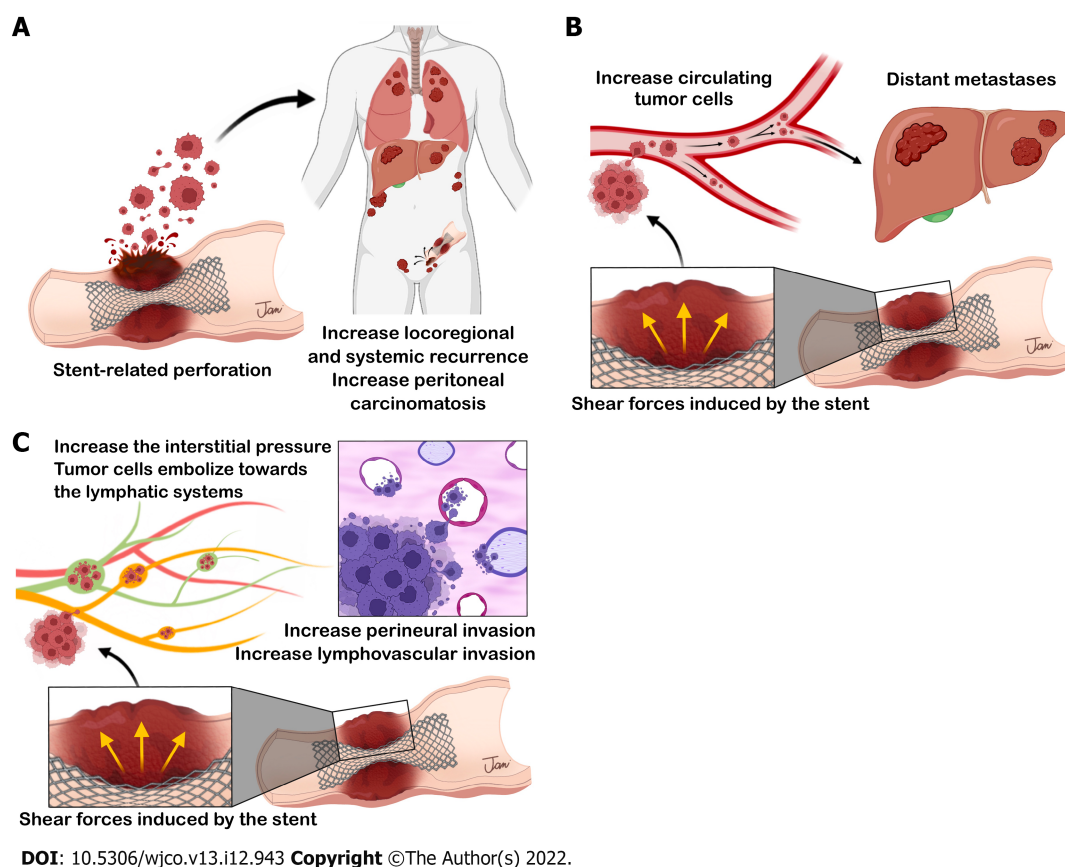 A
Stent-related perforation
Jan
Increase locoregional
and systemic recurrence
Increase peritoneal
carcinomatosis
B
Increase circulating
tumor cells
Distant metastases
Shear forces induced by the stent
Jan
C
Increase the interstitial pressure
Tumor cells embolize towards
the lymphatic systems
Increase perineural invasion
Increase lymphovascular invasion
Shear forces induced by the stent
Jan
DOI: 10.5306/wjco.v13.i12.943 Copyright ©The Author(s) 2022.